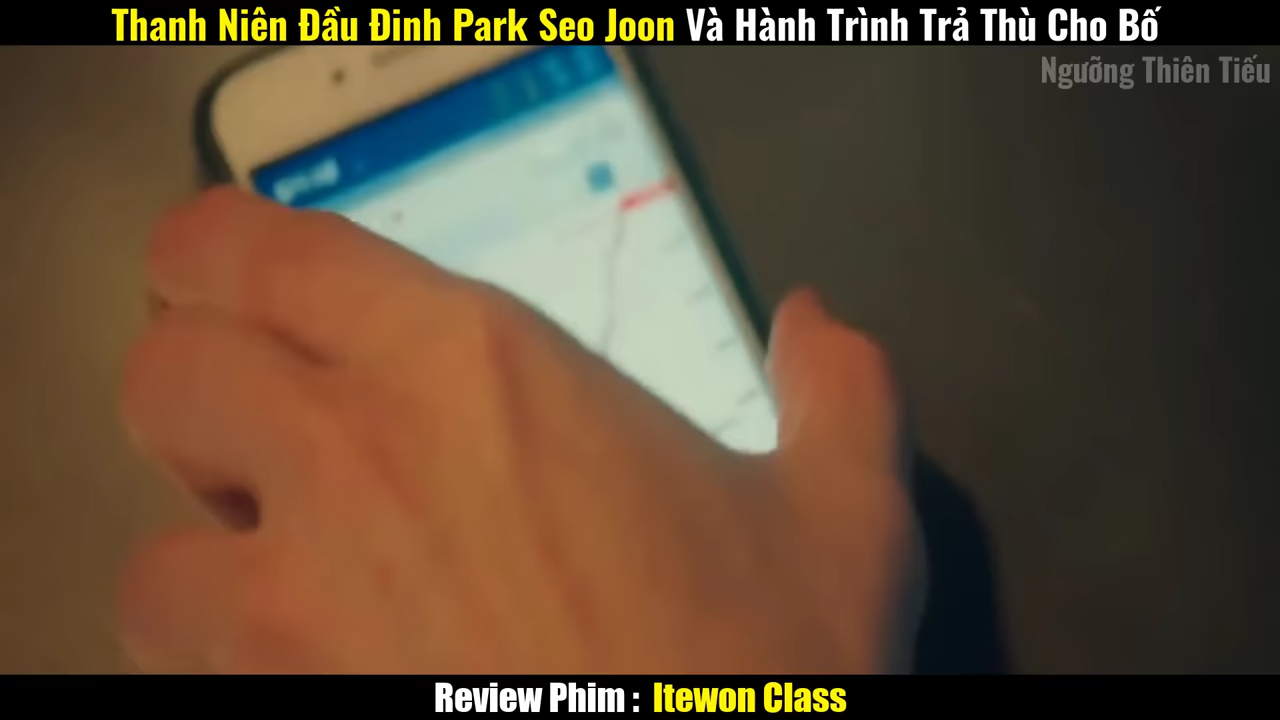 Thanh Niên Đầu Đinh Park Seo Joon Và Hành Trình Trả Thù Cho Bố
Ngưỡng Thiên Tiếu
Review Phim : Itewon Class